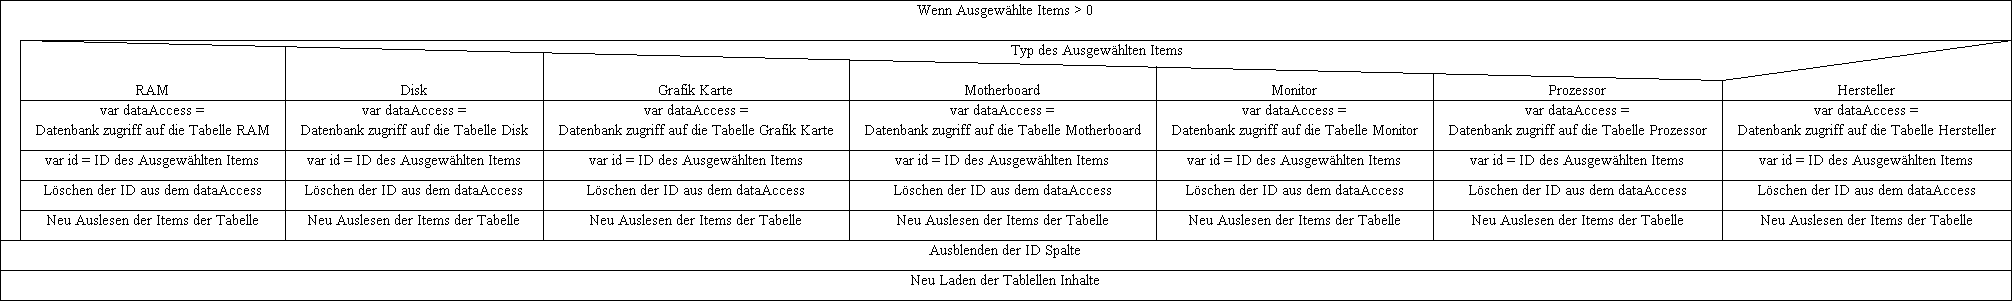 Wenn Ausgewählte Items > 0
Typ des Ausgewählten Items
RAM
Disk
Grafik Karte
Motherboard
Monitor
Prozessor
Hersteller
var dataAccess =
Datenbank zugriff auf die Tabelle RAM
var dataAccess =
Datenbank zugriff auf die Tabelle Disk
var dataAccess =
Datenbank zugriff auf die Tabelle Grafik Karte
var dataAccess =
Datenbank zugriff auf die Tabelle Motherboard
var dataAccess =
Datenbank zugriff auf die Tabelle Monitor
var dataAccess =
Datenbank zugriff auf die Tabelle Prozessor
var dataAccess =
Datenbank zugriff auf die Tabelle Hersteller
var id = ID des Ausgewählten Items
var id = ID des Ausgewählten Items
var id = ID des Ausgewählten Items
var id = ID des Ausgewählten Items
var id = ID des Ausgewählten Items
var id = ID des Ausgewählten Items
var id = ID des Ausgewählten Items
Löschen der ID aus dem dataAccess
Löschen der ID aus dem dataAccess
Löschen der ID aus dem dataAccess
Löschen der ID aus dem dataAccess
Löschen der ID aus dem dataAccess
Löschen der ID aus dem dataAccess
Löschen der ID aus dem dataAccess
Neu Auslesen der Items der Tabelle
Neu Auslesen der Items der Tabelle
Neu Auslesen der Items der Tabelle
Neu Auslesen der Items der Tabelle
Neu Auslesen der Items der Tabelle
Neu Auslesen der Items der Tabelle
Neu Auslesen der Items der Tabelle
Ausblenden der ID Spalte
Neu Laden der Tablellen Inhalte